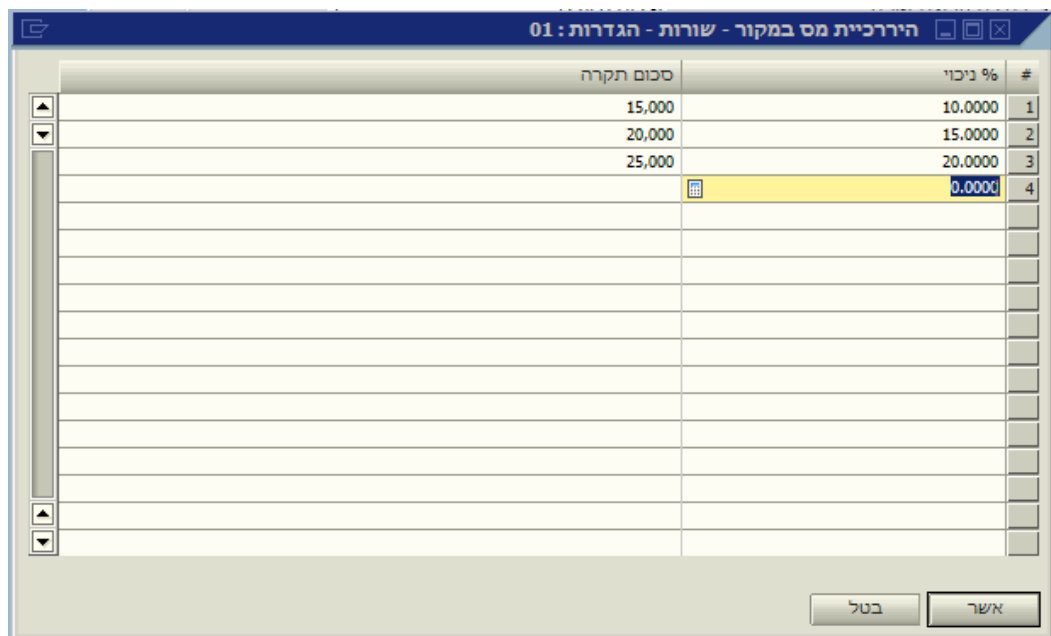 היררכיית מס במקור - שורות - הגדרות : 01
# % ניכוי סכום תקרה
1 10.0000 15,000
2 15.0000 20,000
3 20.0000 25,000
4 0.0000
אשר בטל